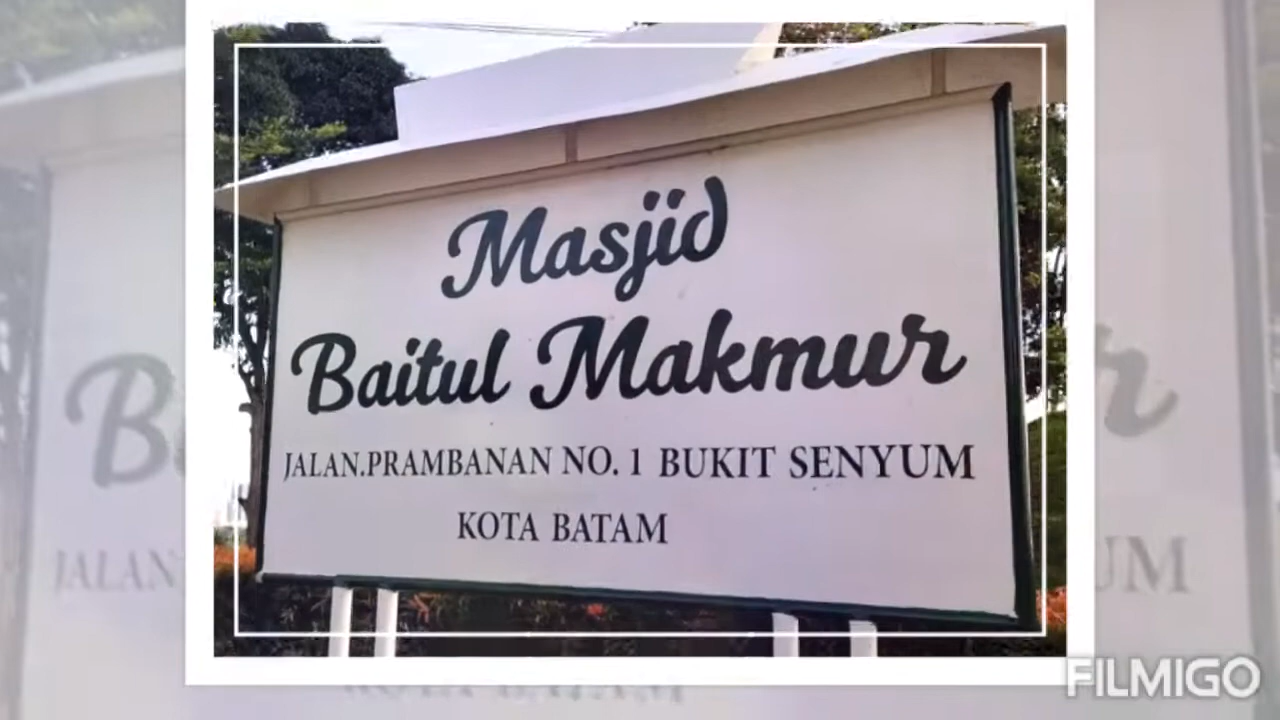 Masjid
Baitul Makmur
JALAN.PRAMBANAN NO. 1 BUKIT SENYUM
KOTA BATAM
FILMIGO